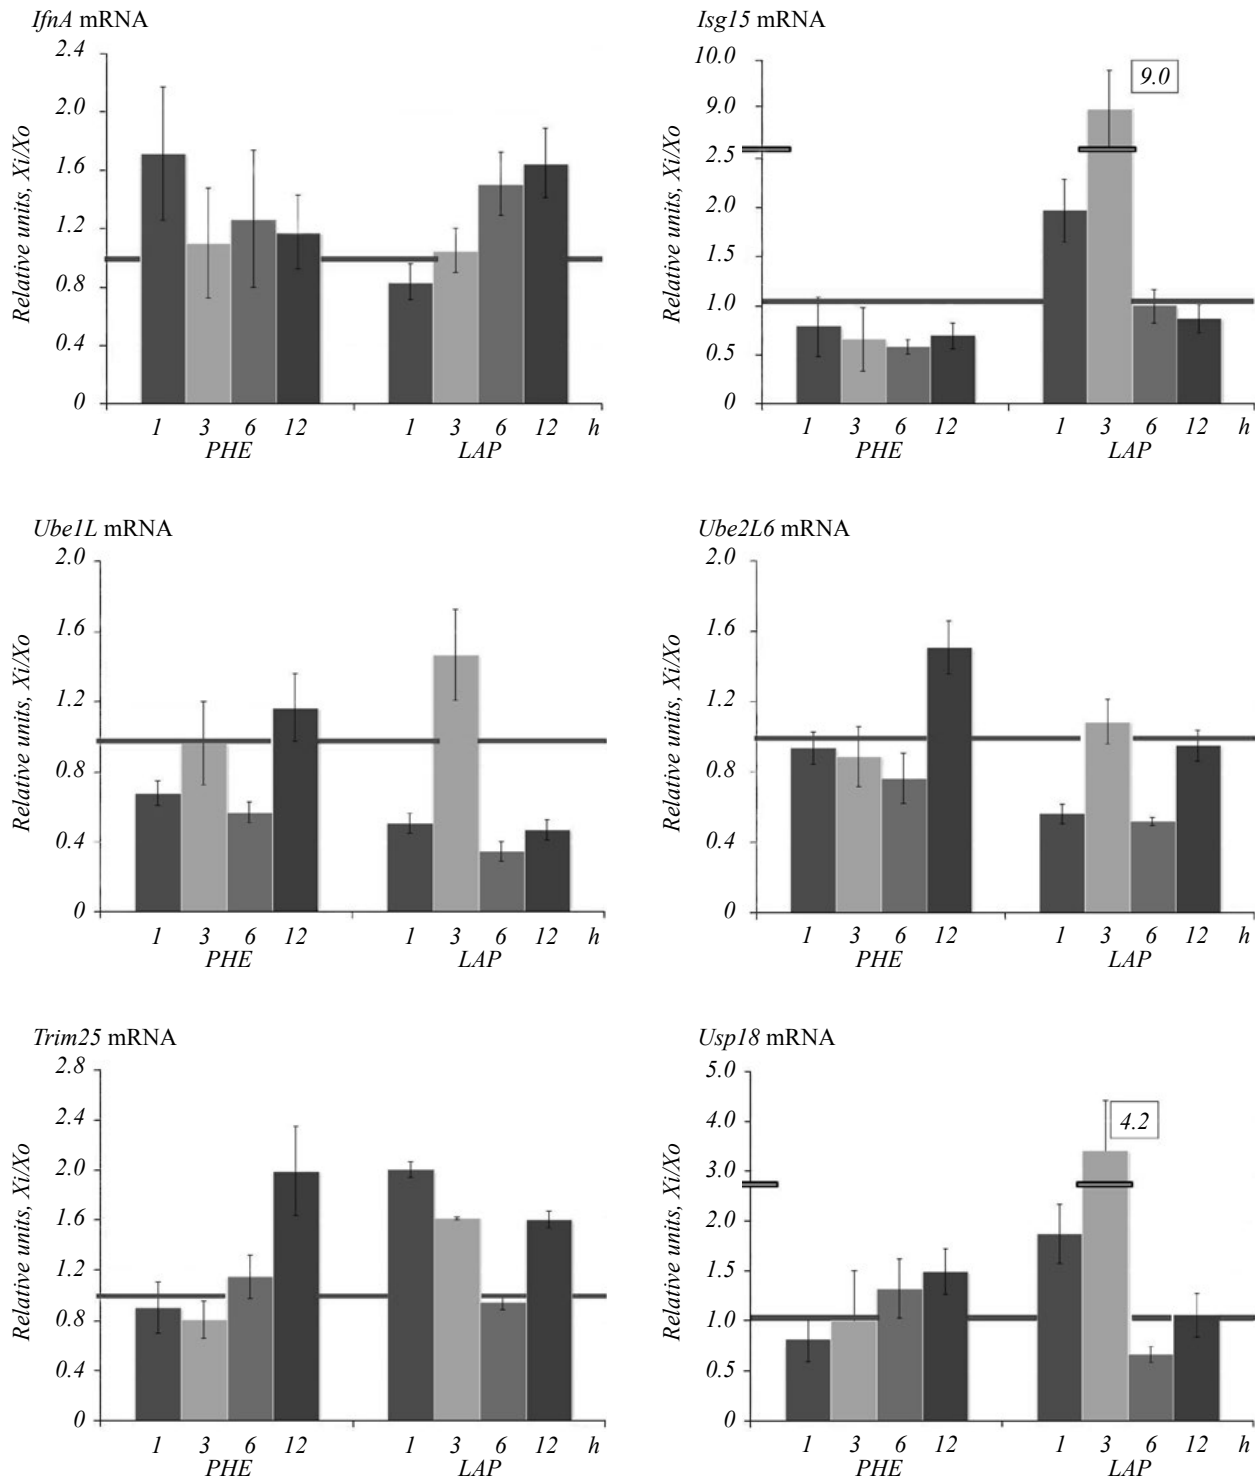 IfnA mRNA
Relative units, Xi/Xo
2.4
2.0
1.6
1.2
0.8
0.4
0
1 3 6 12 1 3 6 12 h
PHE LAP
Isg15 mRNA
Relative units, Xi/Xo
10.0
9.0
9.0
2.5
2.0
1.5
1.0
0.5
0
1 3 6 12 1 3 6 12 h
PHE LAP
Ube1L mRNA
Relative units, Xi/Xo
2.0
1.6
1.2
0.8
0.4
0
1 3 6 12 1 3 6 12 h
PHE LAP
Ube2L6 mRNA
Relative units, Xi/Xo
2.0
1.6
1.2
0.8
0.4
0
1 3 6 12 1 3 6 12 h
PHE LAP
Trim25 mRNA
Relative units, Xi/Xo
2.8
2.4
2.0
1.6
1.2
0.8
0.4
0
1 3 6 12 1 3 6 12 h
PHE LAP
Usp18 mRNA
Relative units, Xi/Xo
5.0
4.0
4.2
3.0
2.0
1.5
1.0
0.5
0
1 3 6 12 1 3 6 12 h
PHE LAP